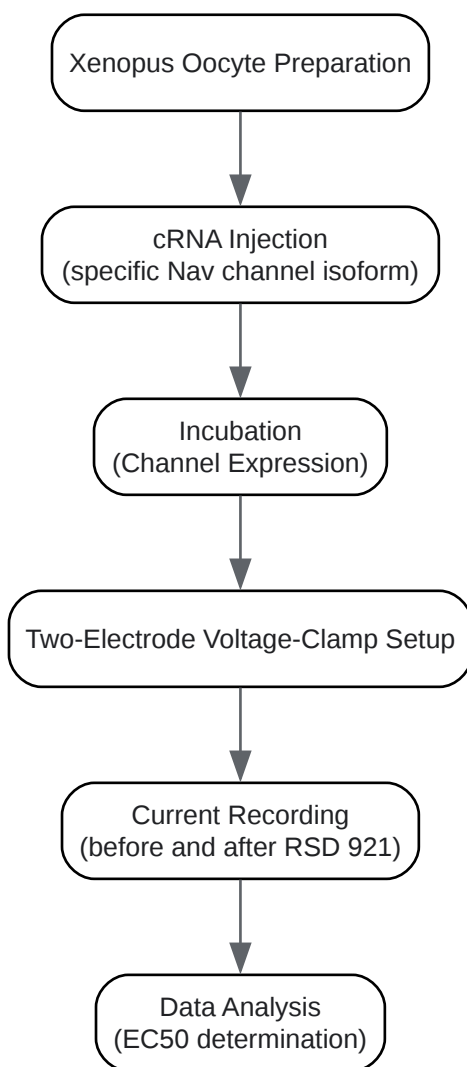 Xenopus Oocyte Preparation
cRNA Injection
(specific Nav channel isoform)
Incubation
(Channel Expression)
Two-Electrode Voltage-Clamp Setup
Current Recording
(before and after RSD 921)
Data Analysis
(EC50 determination)